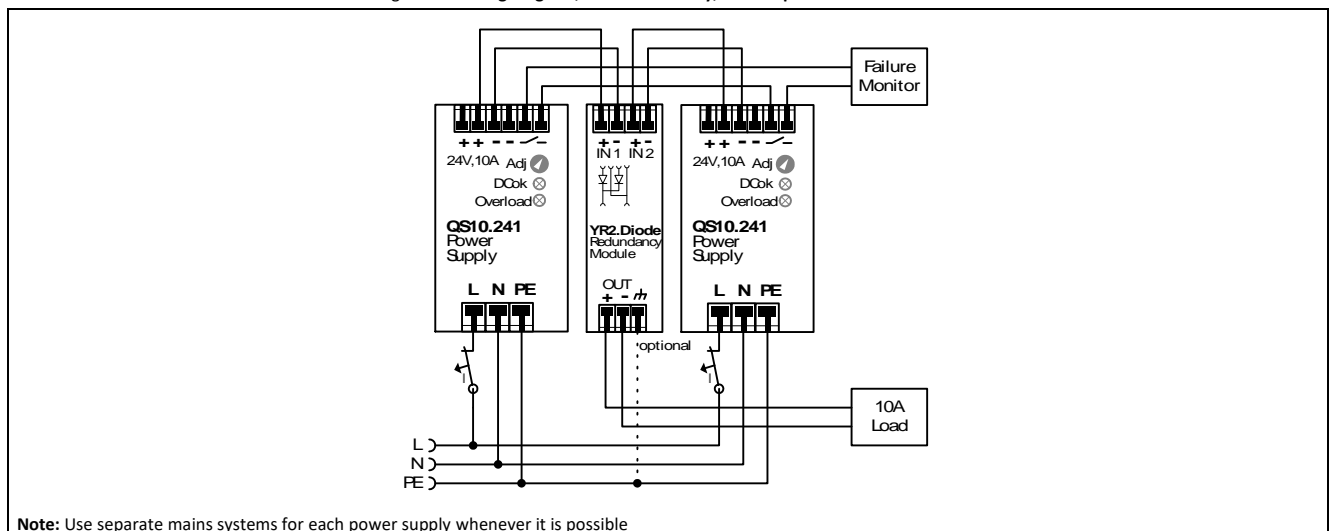 Failure
Monitor
+ + - -
24V,10A Adj
DCok
Overload
QS10.241
Power
Supply
L N PE
+ - + -
IN 1 IN 2
YR2.Diode
Redundancy
Module
OUT
+ -
optional
+ + - -
24V,10A Adj
DCok
Overload
QS10.241
Power
Supply
L N PE
I
I
10A
Load
L
N
PE
Note: Use separate mains systems for each power supply whenever it is possible